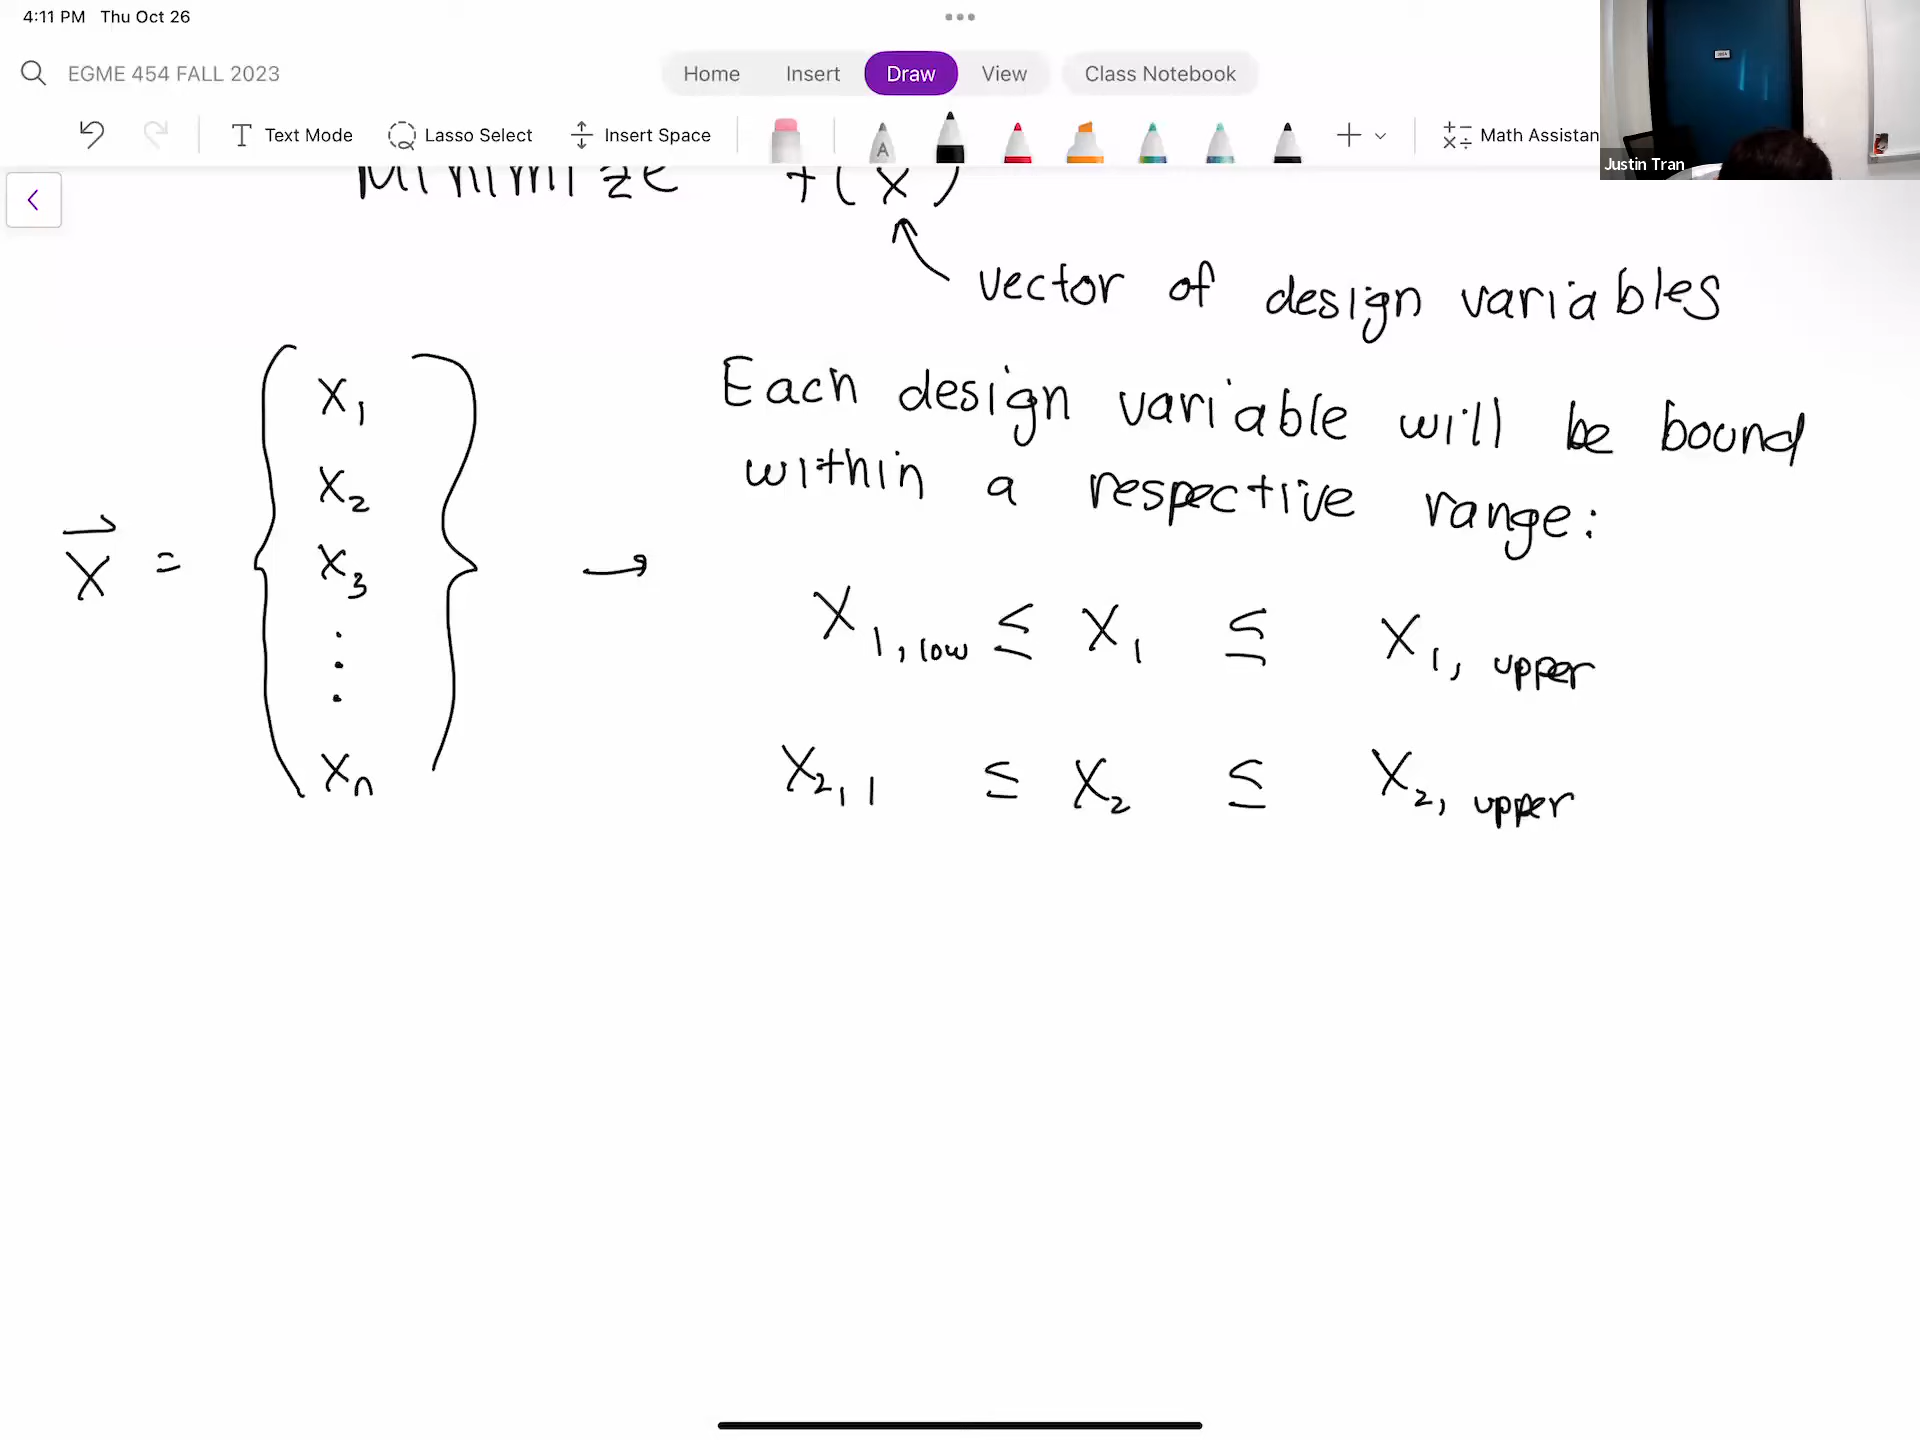 4:11 PM Thu Oct 26
EGME 454 FALL 2023
Home Insert Draw View Class Notebook
Text Mode Lasso Select Insert Space A Math Assistan
Justin Tran
Minimize f(x)
vector of design variables
Each design variable will be bound
within a respective range:
X⃗ = { x₁
x₂
x₃
⋮
xₙ } →
X₁,low ≤ X₁ ≤ X₁,upper
X₂,l ≤ X₂ ≤ X₂,upper